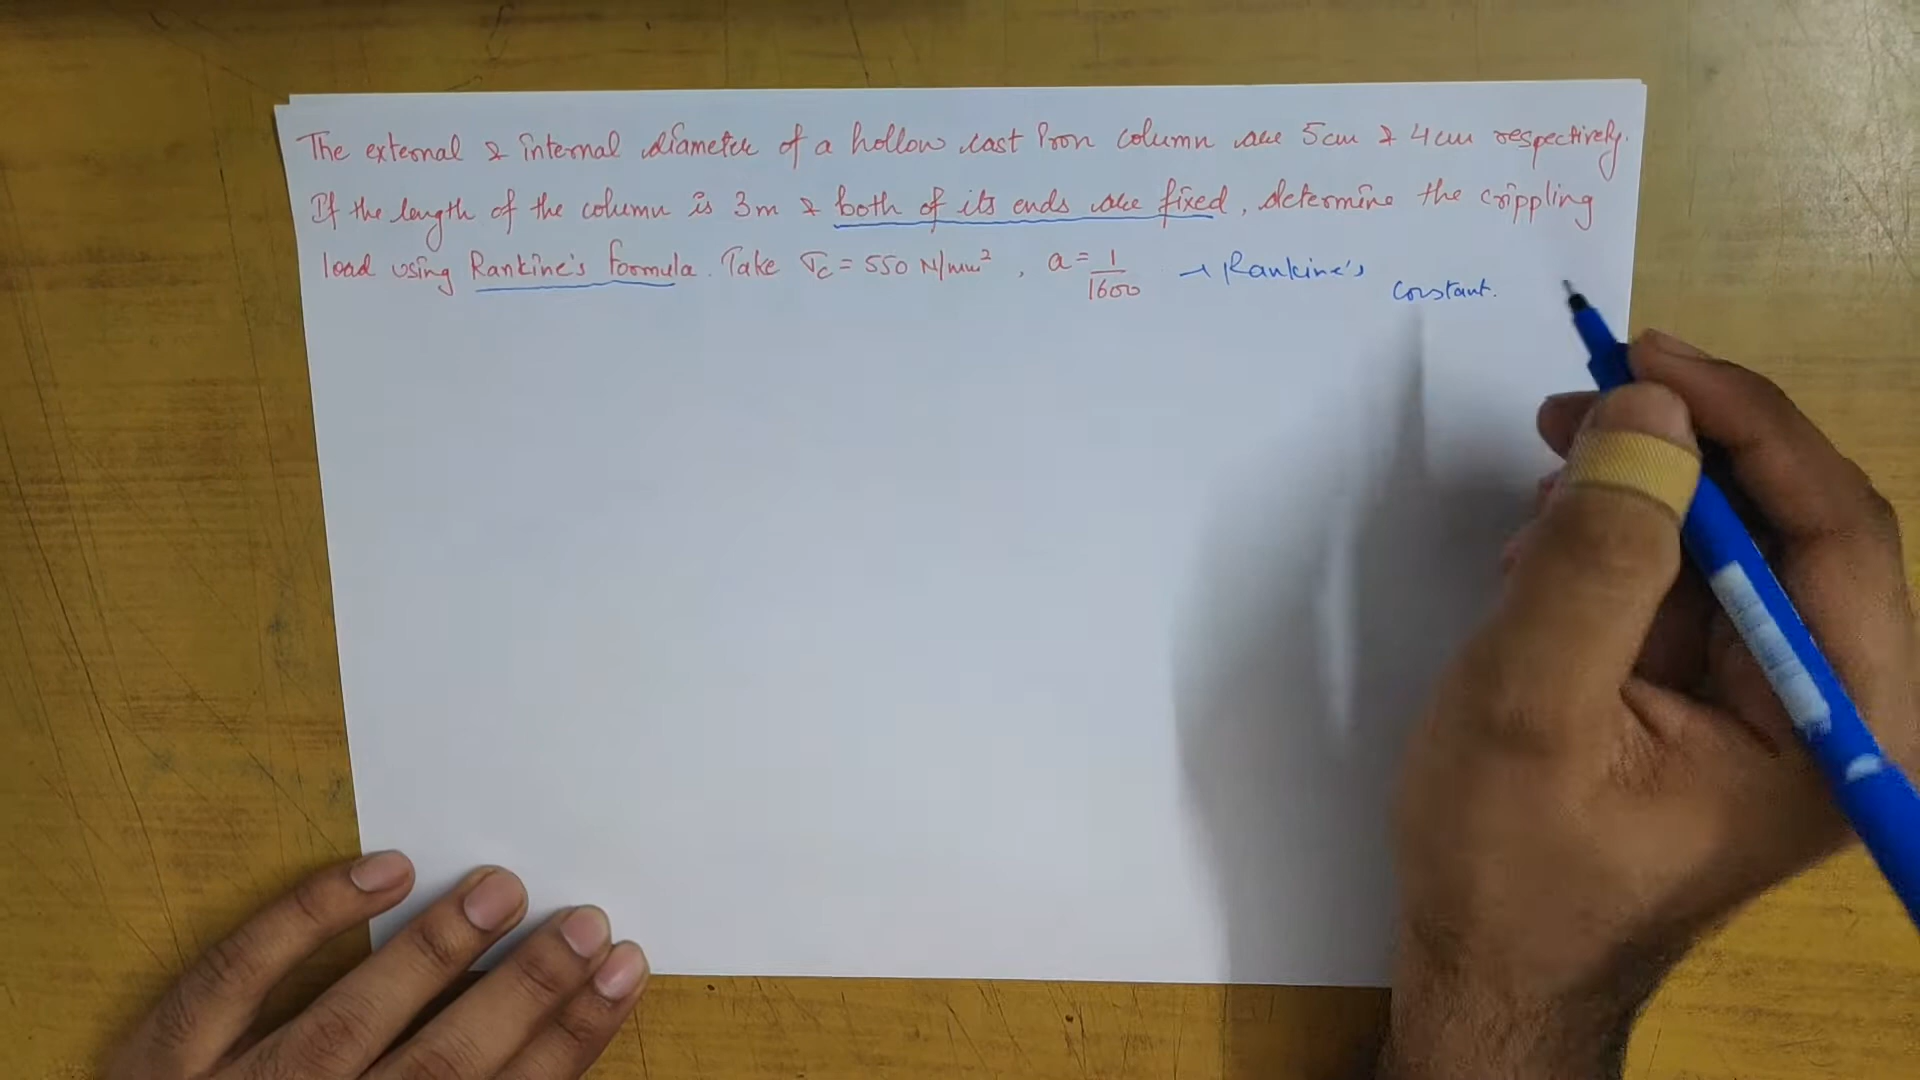 The external & internal diameter of a hollow cast iron column are 5cm & 4cm respectively.
If the length of the column is 3m & both of its ends are fixed, determine the crippling
load using Rankine's formula. Take σc = 550 N/mm², a = 1/1600 → Rankine's
constant.